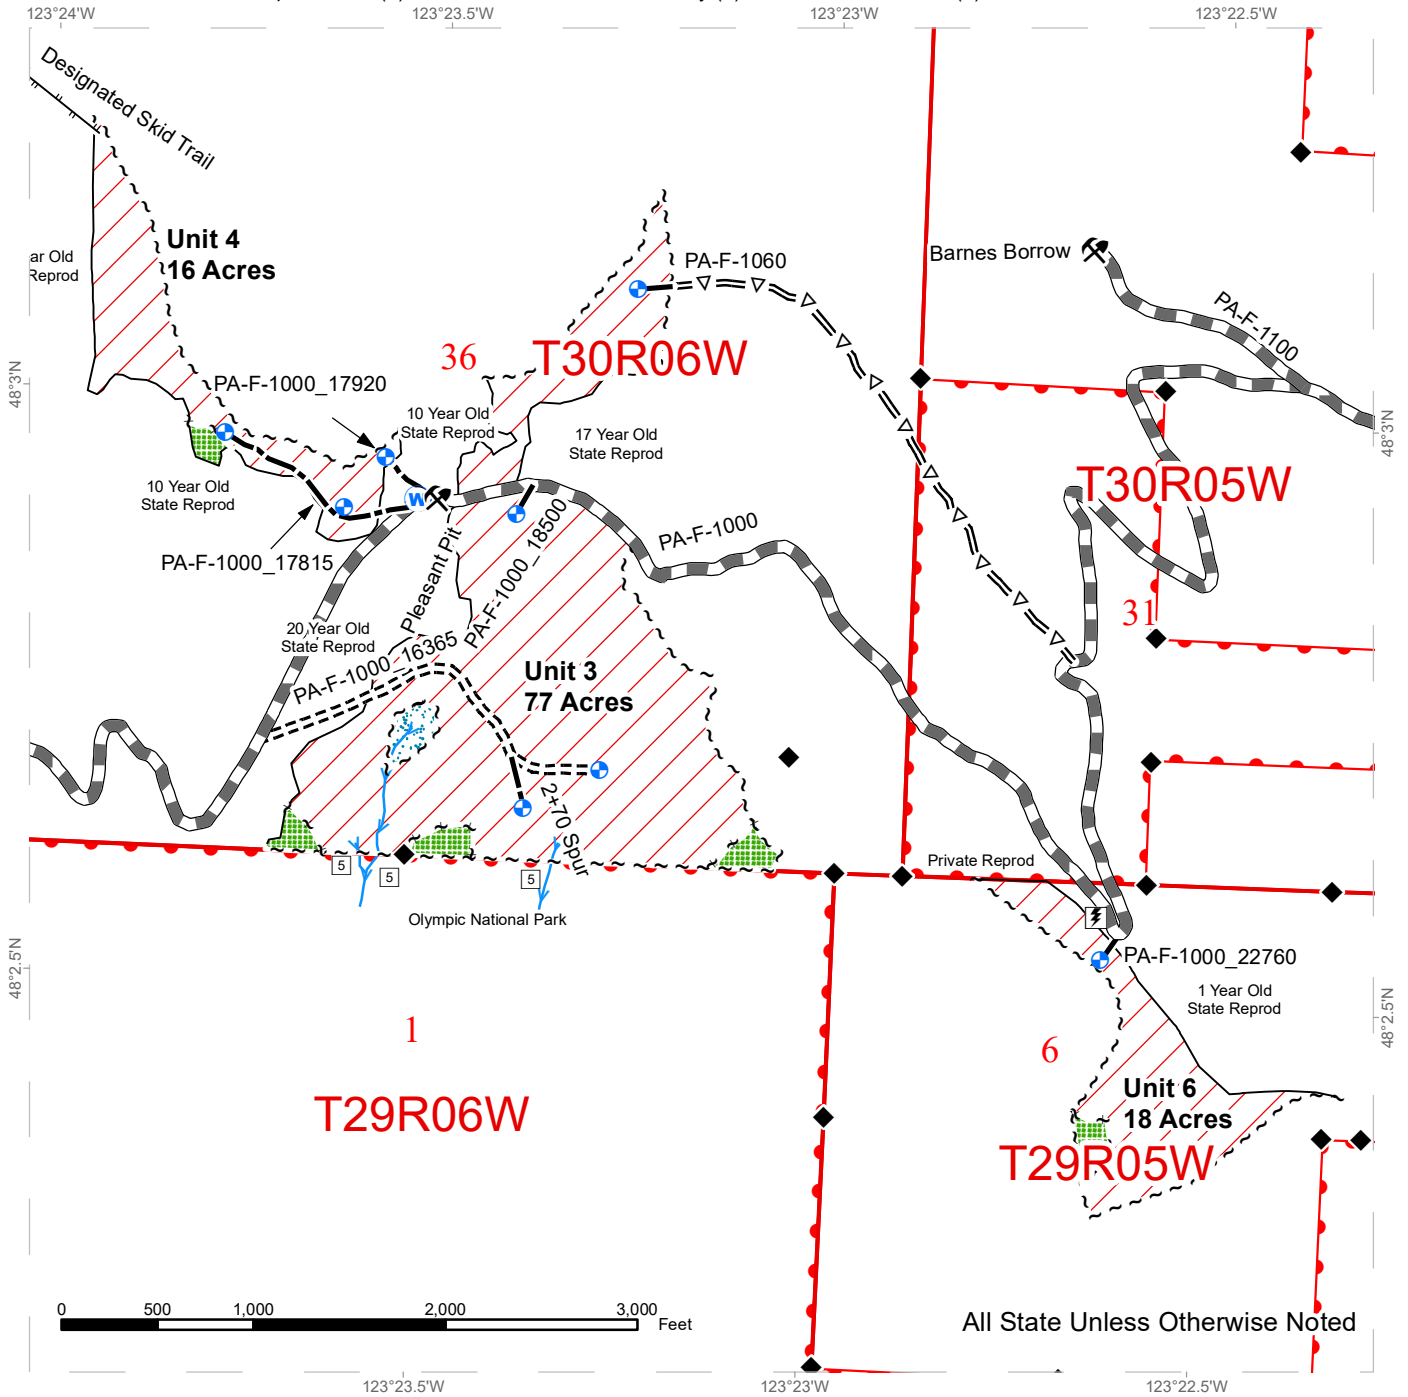 123°24'W
123°23.5'W
123°23'W
123°22.5'W
Designated Skid Trail
Unit 4
16 Acres
ar Old
Reprod
PA-F-1060
Barnes Borrow
PA-F-1100
36
T30R06W
48°3'N
48°3'N
PA-F-1000_17920
10 Year Old
State Reprod
17 Year Old
State Reprod
T30R05W
10 Year Old
State Reprod
W
PA-F-1000_17815
Pleasant Pit
PA-F-1000_18500
PA-F-1000
31
20 Year Old
State Reprod
PA-F-1000_16365
Unit 3
77 Acres
2+70 Spur
5
5
5
Private Reprod
Olympic National Park
48°2.5'N
48°2.5'N
PA-F-1000_22760
1 Year Old
State Reprod
1
6
Unit 6
18 Acres
T29R06W
T29R05W
0
500
1,000
2,000
3,000
Feet
All State Unless Otherwise Noted
123°23.5'W
123°23'W
123°22.5'W